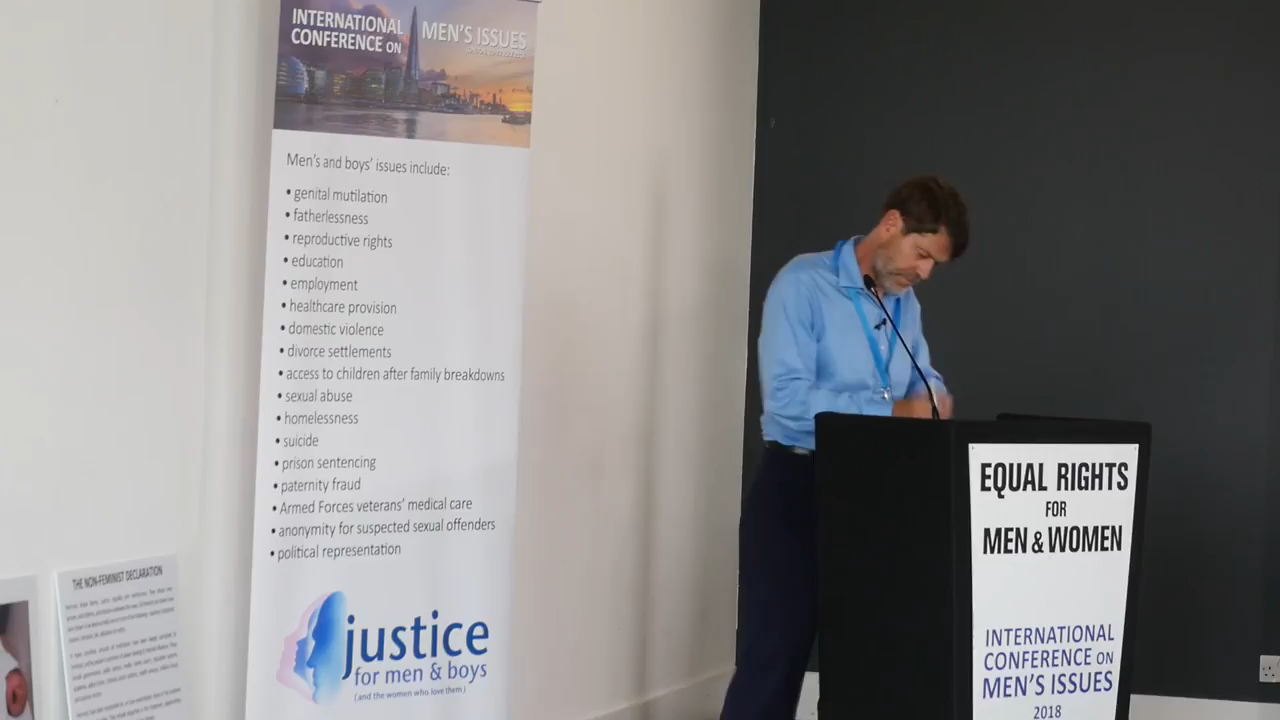 INTERNATIONAL
CONFERENCE ON
MEN'S ISSUES
Men's and boys' issues include:
• genital mutilation
• fatherlessness
• reproductive rights
• education
• employment
• healthcare provision
• domestic violence
• divorce settlements
• access to children after family breakdowns
• sexual abuse
• homelessness
• suicide
• prison sentencing
• paternity fraud
• Armed Forces veterans' medical care
• anonymity for suspected sexual offenders
• political representation
justice
for men & boys
(and the women who love them)
THE NON-FEMINIST DECLARATION
EQUAL RIGHTS
FOR
MEN & WOMEN
INTERNATIONAL
CONFERENCE ON
MEN'S ISSUES
2018